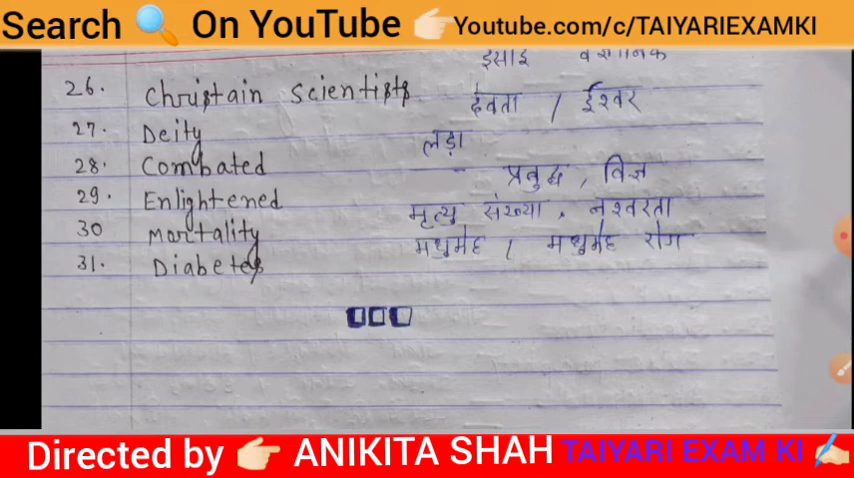 Search 🔍 On YouTube 👉🏻 Youtube.com/c/TAIYARIEXAMKI
26. Christain Scientists इसाई वैज्ञानिक
27. Deity देवता / ईश्वर
28. Combated लड़ा
29. Enlightened प्रबुद्ध, विज्ञ
30 Mortality मृत्यु संख्या, नश्वरता
31. Diabetes मधुमेह / मधुमेह रोग
Directed by 👉🏻 ANIKITA SHAH TAIYARI EXAM KI ✍🏻